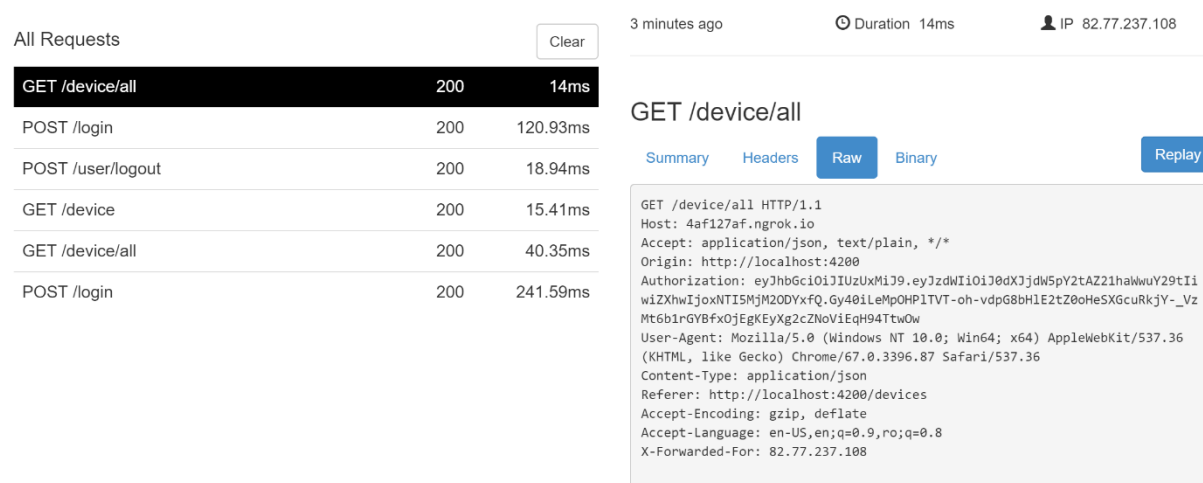 All Requests
Clear
GET /device/all 200 14ms
POST /login 200 120.93ms
POST /user/logout 200 18.94ms
GET /device 200 15.41ms
GET /device/all 200 40.35ms
POST /login 200 241.59ms
3 minutes ago Duration 14ms IP 82.77.237.108
GET /device/all
Summary Headers Raw Binary Replay
GET /device/all HTTP/1.1
Host: 4af127af.ngrok.io
Accept: application/json, text/plain, */*
Origin: http://localhost:4200
Authorization: eyJhbGciOiJIUzUxMiJ9.eyJzdWIiOiJ0dXJjdW5pY2tAZ21haWwuY29tIi
wiZXhwIjoxNTI5MjM2ODYxfQ.Gy40iLeMpOHPlTVT-oh-vdpG8bHlE2tZ0oHeSXGcuRkjY-_Vz
Mt6b1rGYBfxOjEgKEyXg2cZNoViEqH94TtwOw
User-Agent: Mozilla/5.0 (Windows NT 10.0; Win64; x64) AppleWebKit/537.36
(KHTML, like Gecko) Chrome/67.0.3396.87 Safari/537.36
Content-Type: application/json
Referer: http://localhost:4200/devices
Accept-Encoding: gzip, deflate
Accept-Language: en-US,en;q=0.9,ro;q=0.8
X-Forwarded-For: 82.77.237.108